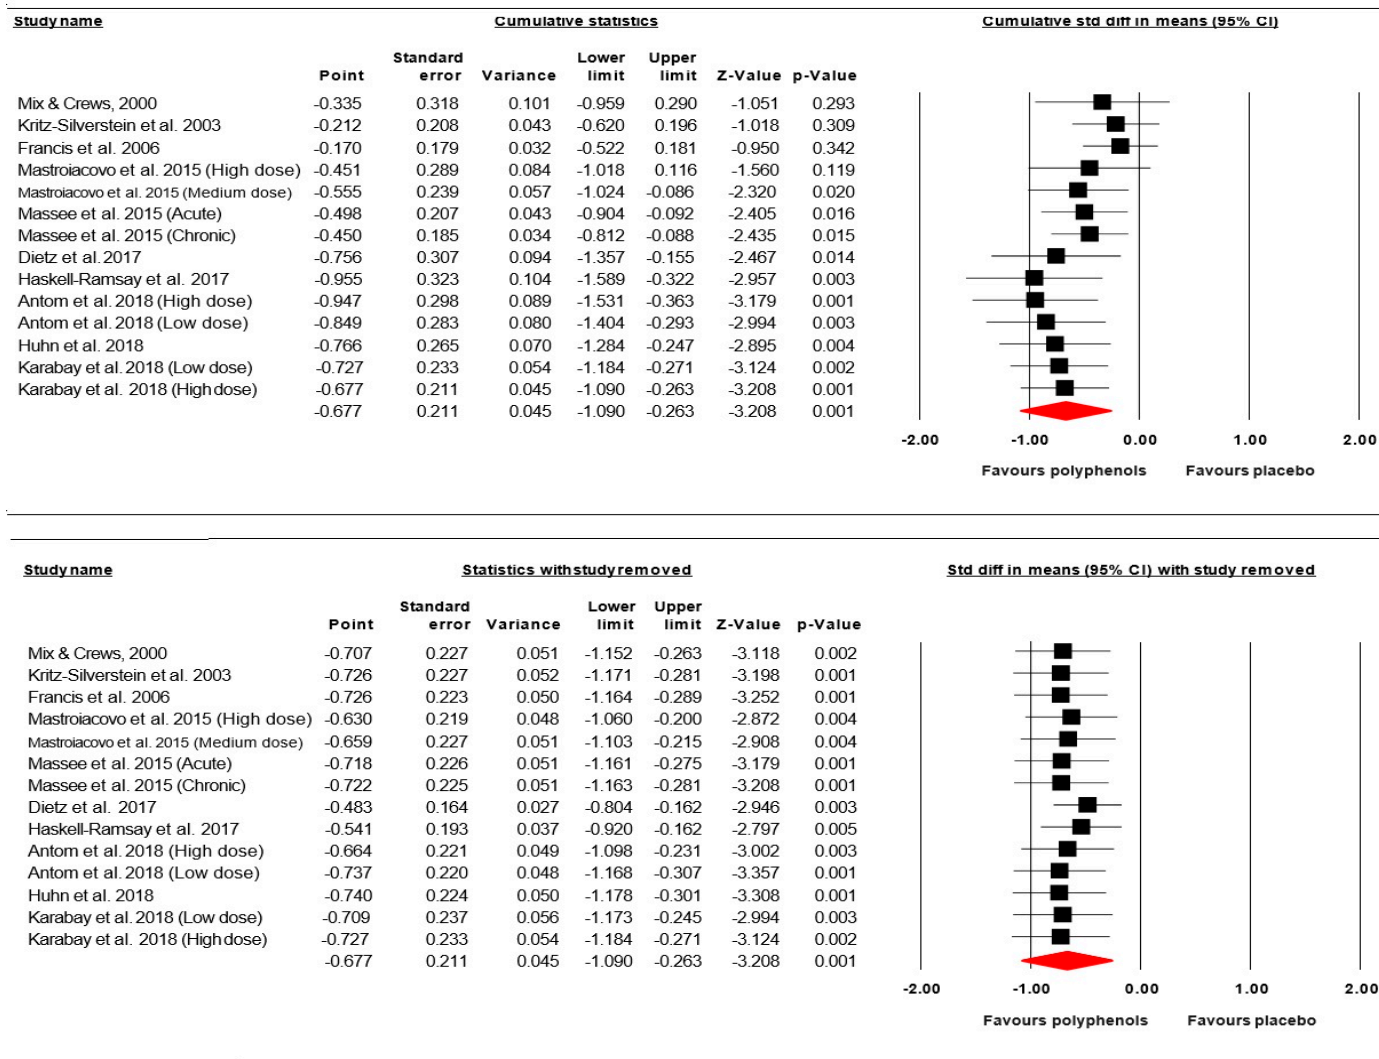 Study name Cumulative statistics Cumulative std diff in means (95% CI)
Standard Lower Upper
Point error Variance limit limit Z-Value p-Value
Mix & Crews, 2000 -0.335 0.318 0.101 -0.959 0.290 -1.051 0.293
Kritz-Silverstein et al. 2003 -0.212 0.208 0.043 -0.620 0.196 -1.018 0.309
Francis et al. 2006 -0.170 0.179 0.032 -0.522 0.181 -0.950 0.342
Mastroiacovo et al. 2015 (High dose) -0.451 0.289 0.084 -1.018 0.116 -1.560 0.119
Mastroiacovo et al. 2015 (Medium dose) -0.555 0.239 0.057 -1.024 -0.086 -2.320 0.020
Massee et al. 2015 (Acute) -0.498 0.207 0.043 -0.904 -0.092 -2.405 0.016
Massee et al. 2015 (Chronic) -0.450 0.185 0.034 -0.812 -0.088 -2.435 0.015
Dietz et al. 2017 -0.756 0.307 0.094 -1.357 -0.155 -2.467 0.014
Haskell-Ramsay et al. 2017 -0.955 0.323 0.104 -1.589 -0.322 -2.957 0.003
Antom et al. 2018 (High dose) -0.947 0.298 0.089 -1.531 -0.363 -3.179 0.001
Antom et al. 2018 (Low dose) -0.849 0.283 0.080 -1.404 -0.293 -2.994 0.003
Huhn et al. 2018 -0.766 0.265 0.070 -1.284 -0.247 -2.895 0.004
Karabay et al. 2018 (Low dose) -0.727 0.233 0.054 -1.184 -0.271 -3.124 0.002
Karabay et al. 2018 (High dose) -0.677 0.211 0.045 -1.090 -0.263 -3.208 0.001
-0.677 0.211 0.045 -1.090 -0.263 -3.208 0.001
-2.00 -1.00 0.00 1.00 2.00
Favours polyphenols Favours placebo
Study name Statistics with study removed Std diff in means (95% CI) with study removed
Standard Lower Upper
Point error Variance limit limit Z-Value p-Value
Mix & Crews, 2000 -0.707 0.227 0.051 -1.152 -0.263 -3.118 0.002
Kritz-Silverstein et al. 2003 -0.726 0.227 0.052 -1.171 -0.281 -3.198 0.001
Francis et al. 2006 -0.726 0.223 0.050 -1.164 -0.289 -3.252 0.001
Mastroiacovo et al. 2015 (High dose) -0.630 0.219 0.048 -1.060 -0.200 -2.872 0.004
Mastroiacovo et al. 2015 (Medium dose) -0.659 0.227 0.051 -1.103 -0.215 -2.908 0.004
Massee et al. 2015 (Acute) -0.718 0.226 0.051 -1.161 -0.275 -3.179 0.001
Massee et al. 2015 (Chronic) -0.722 0.225 0.051 -1.163 -0.281 -3.208 0.001
Dietz et al. 2017 -0.483 0.164 0.027 -0.804 -0.162 -2.946 0.003
Haskell-Ramsay et al. 2017 -0.541 0.193 0.037 -0.920 -0.162 -2.797 0.005
Antom et al. 2018 (High dose) -0.664 0.221 0.049 -1.098 -0.231 -3.002 0.003
Antom et al. 2018 (Low dose) -0.737 0.220 0.048 -1.168 -0.307 -3.357 0.001
Huhn et al. 2018 -0.740 0.224 0.050 -1.178 -0.301 -3.308 0.001
Karabay et al. 2018 (Low dose) -0.709 0.237 0.056 -1.173 -0.245 -2.994 0.003
Karabay et al. 2018 (High dose) -0.727 0.233 0.054 -1.184 -0.271 -3.124 0.002
-0.677 0.211 0.045 -1.090 -0.263 -3.208 0.001
-2.00 -1.00 0.00 1.00 2.00
Favours polyphenols Favours placebo